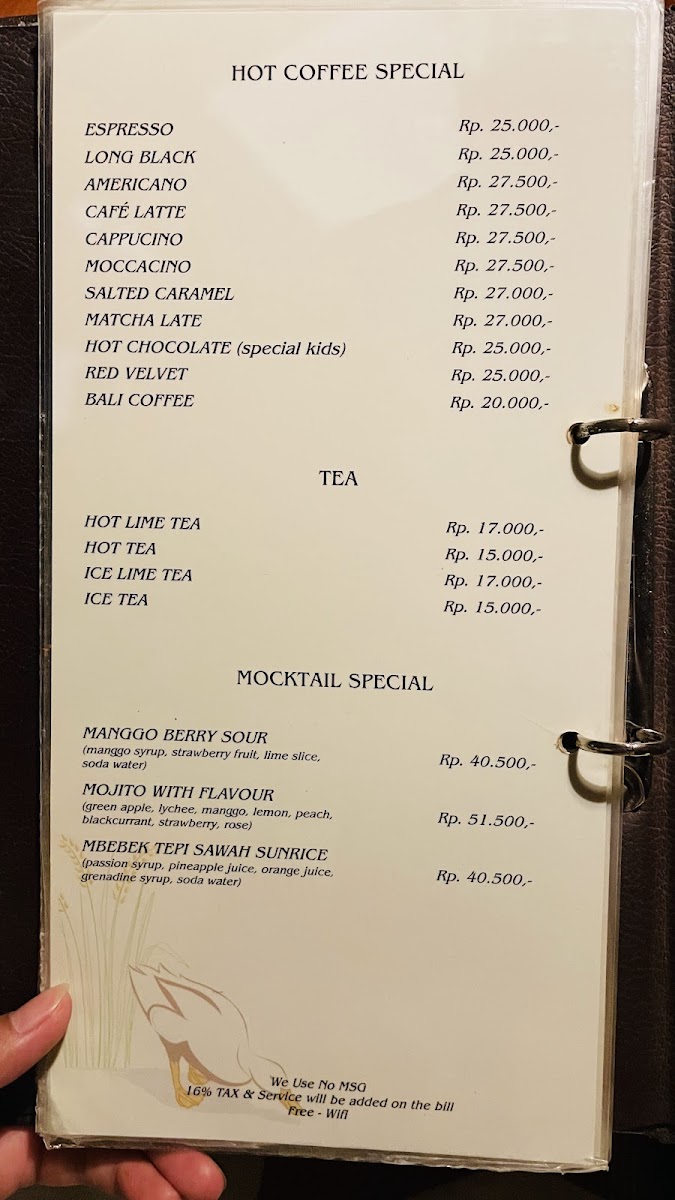 HOT COFFEE SPECIAL
ESPRESSO Rp. 25.000,-
LONG BLACK Rp. 25.000,-
AMERICANO Rp. 27.500,-
CAFÉ LATTE Rp. 27.500,-
CAPPUCINO Rp. 27.500,-
MOCCACINO Rp. 27.500,-
SALTED CARAMEL Rp. 27.000,-
MATCHA LATE Rp. 27.000,-
HOT CHOCOLATE (special kids) Rp. 25.000,-
RED VELVET Rp. 25.000,-
BALI COFFEE Rp. 20.000,-
TEA
HOT LIME TEA Rp. 17.000,-
HOT TEA Rp. 15.000,-
ICE LIME TEA Rp. 17.000,-
ICE TEA Rp. 15.000,-
MOCKTAIL SPECIAL
MANGGO BERRY SOUR
(manggo syrup, strawberry fruit, lime slice,
soda water) Rp. 40.500,-
MOJITO WITH FLAVOUR
(green apple, lychee, manggo, lemon, peach,
blackcurrant, strawberry, rose) Rp. 51.500,-
MBEBEK TEPI SAWAH SUNRICE
(passion syrup, pineapple juice, orange juice,
grenadine syrup, soda water) Rp. 40.500,-
We Use No MSG
16% TAX & Service will be added on the bill
Free - Wifi